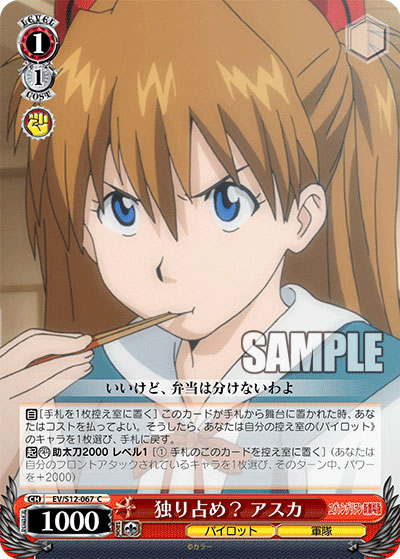 LEVEL
1
1
COST
SAMPLE
いいけど、弁当は分けないわよ
自[手札を1枚控え室に置く] このカードが手札から舞台に置かれた時、あな
たはコストを払ってよい。そうしたら、あなたは自分の控え室の《パイロット》
のキャラを1枚選び、手札に戻す。
起 助太刀2000 レベル1 [① 手札のこのカードを控え室に置く] (あなた
は自分のフロントアタックされているキャラを1枚選び、そのターン中、パワー
を+2000)
CH EV/S12-067 C
1000
独り占め? アスカ
パイロット
軍隊
©カラー